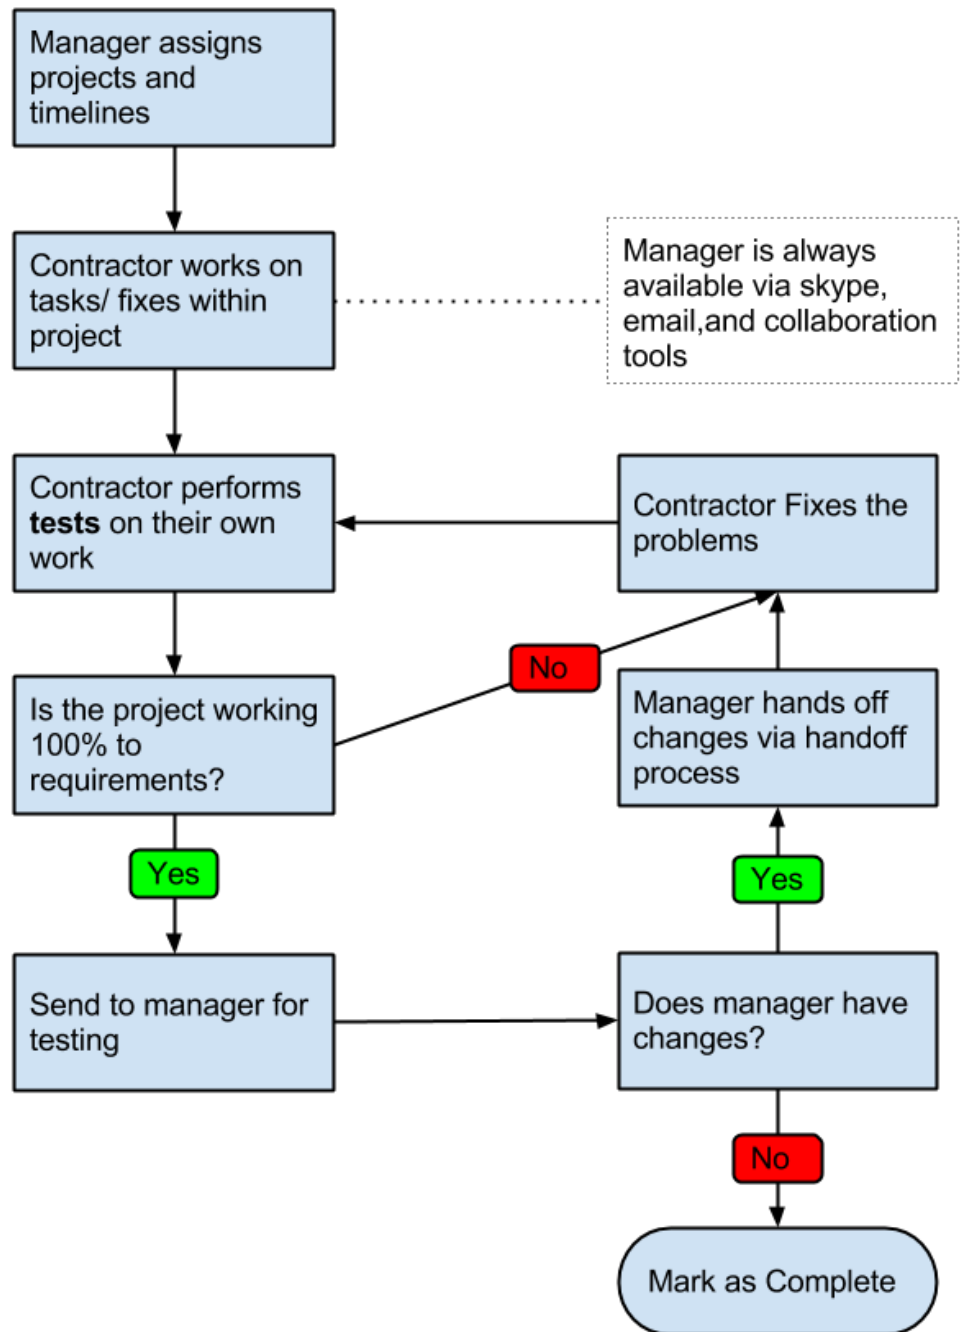 Manager assigns
projects and
timelines
Contractor works on
tasks/ fixes within
project
Manager is always
available via skype,
email,and collaboration
tools
Contractor performs
tests on their own
work
Contractor Fixes the
problems
No
Is the project working
100% to
requirements?
Manager hands off
changes via handoff
process
Yes
Yes
Send to manager for
testing
Does manager have
changes?
No
Mark as Complete